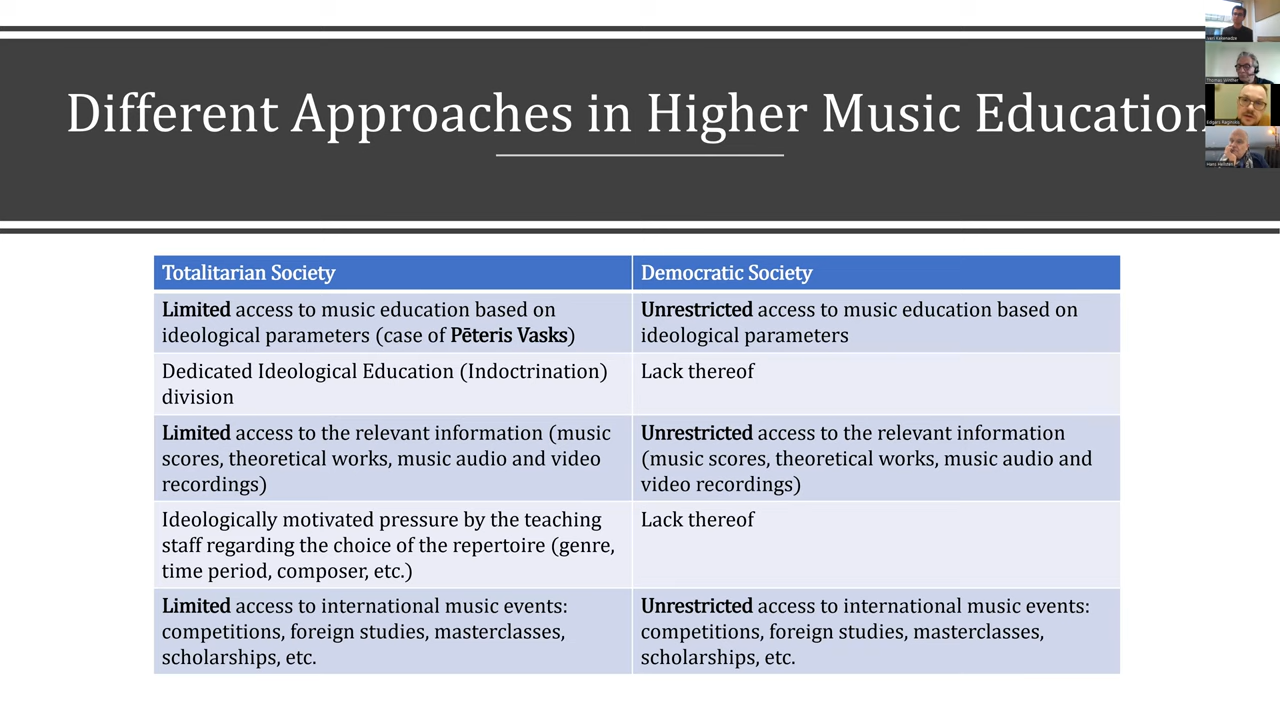 Different Approaches in Higher Music Education
Totalitarian Society
Democratic Society
Limited access to music education based on
ideological parameters (case of Pēteris Vasks)
Unrestricted access to music education based on
ideological parameters
Dedicated Ideological Education (Indoctrination)
division
Lack thereof
Limited access to the relevant information (music
scores, theoretical works, music audio and video
recordings)
Unrestricted access to the relevant information
(music scores, theoretical works, music audio and
video recordings)
Ideologically motivated pressure by the teaching
staff regarding the choice of the repertoire (genre,
time period, composer, etc.)
Lack thereof
Limited access to international music events:
competitions, foreign studies, masterclasses,
scholarships, etc.
Unrestricted access to international music events:
competitions, foreign studies, masterclasses,
scholarships, etc.